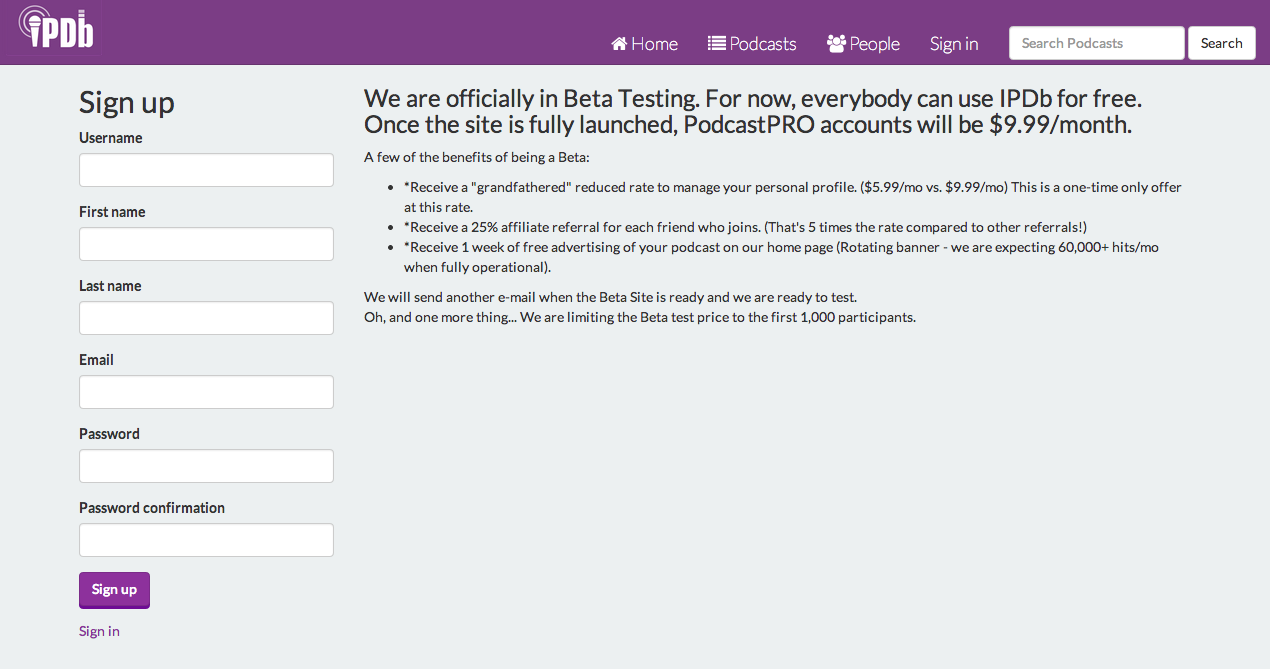 iPDb
Home
Podcasts
People
Sign in
Search Podcasts
Search
Sign up
Username
First name
Last name
Email
Password
Password confirmation
Sign up
Sign in
We are officially in Beta Testing. For now, everybody can use IPDb for free.
Once the site is fully launched, PodcastPRO accounts will be $9.99/month.
A few of the benefits of being a Beta:
• *Receive a "grandfathered" reduced rate to manage your personal profile. ($5.99/mo vs. $9.99/mo) This is a one-time only offer
at this rate.
• *Receive a 25% affiliate referral for each friend who joins. (That's 5 times the rate compared to other referrals!)
• *Receive 1 week of free advertising of your podcast on our home page (Rotating banner - we are expecting 60,000+ hits/mo
when fully operational).
We will send another e-mail when the Beta Site is ready and we are ready to test.
Oh, and one more thing... We are limiting the Beta test price to the first 1,000 participants.